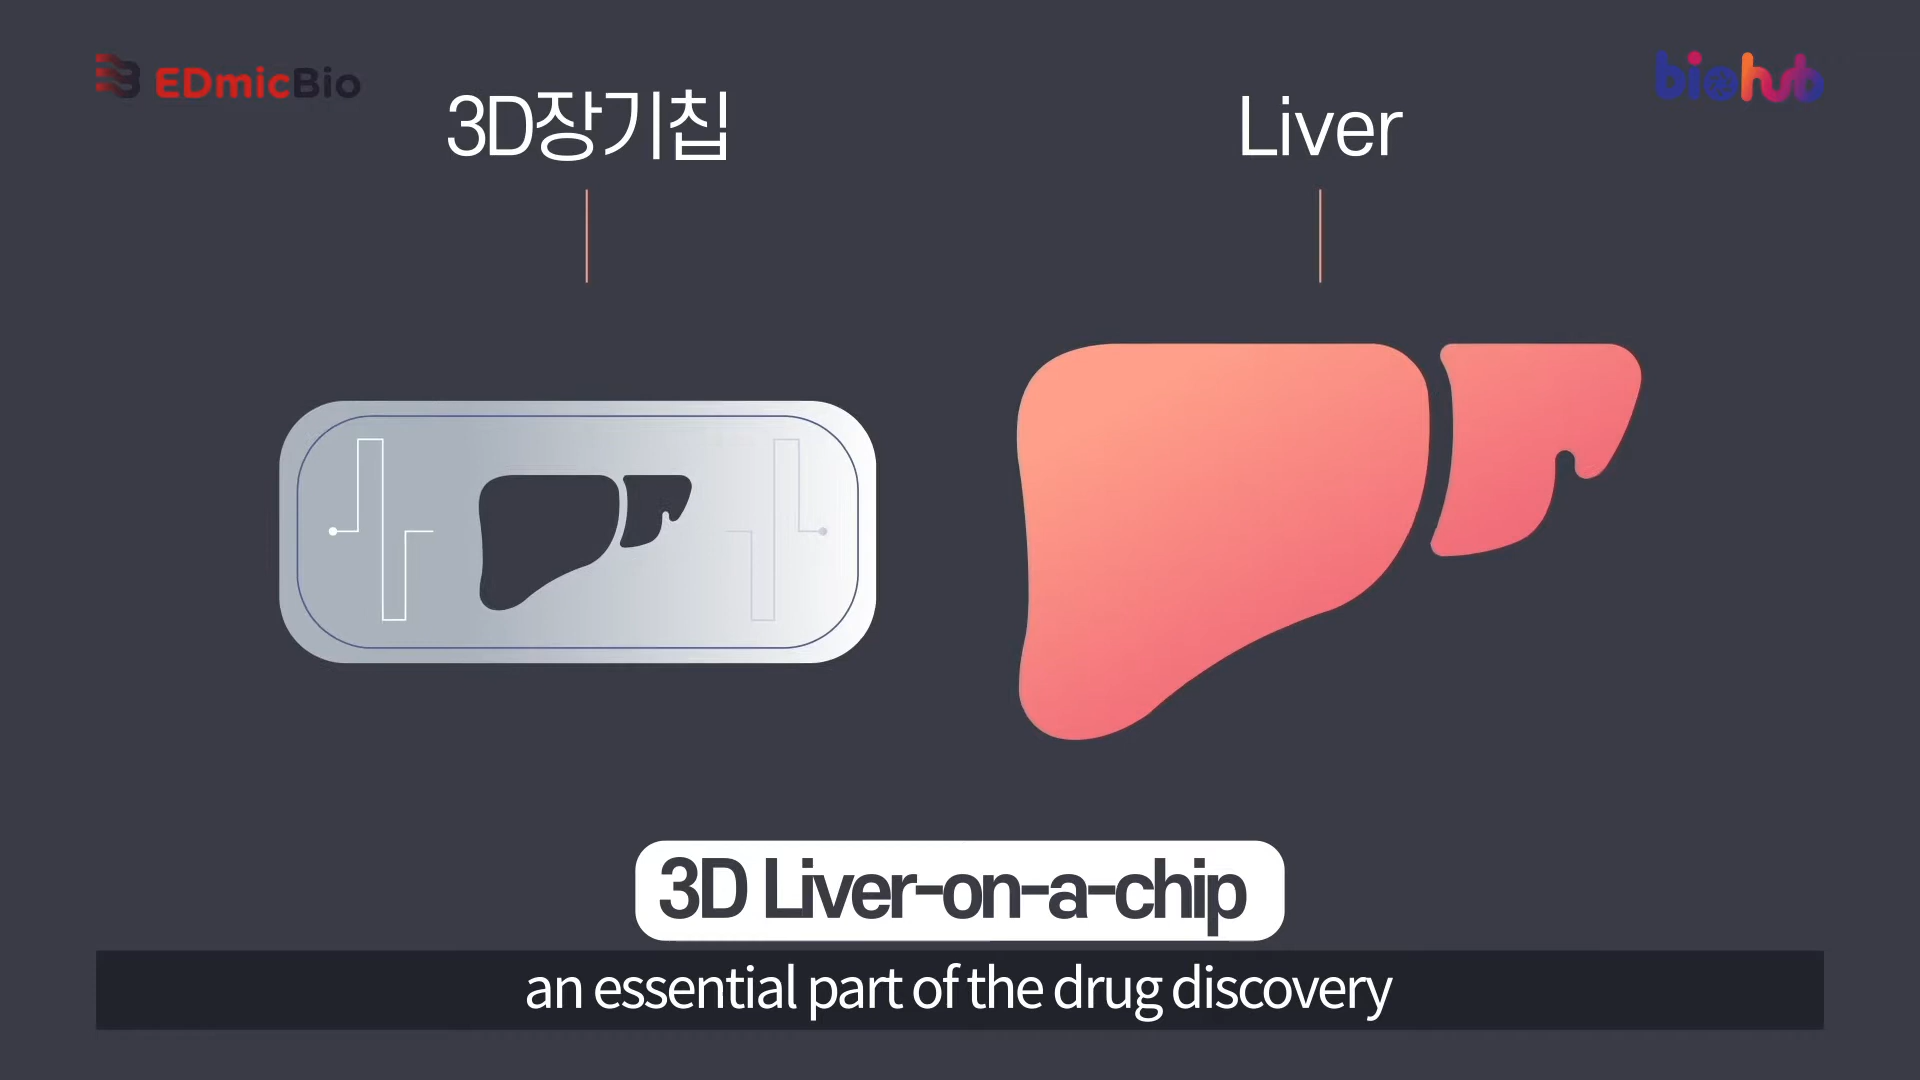 EDmicBio
biohub
3D장기칩
Liver
3D Liver-on-a-chip
an essential part of the drug discovery